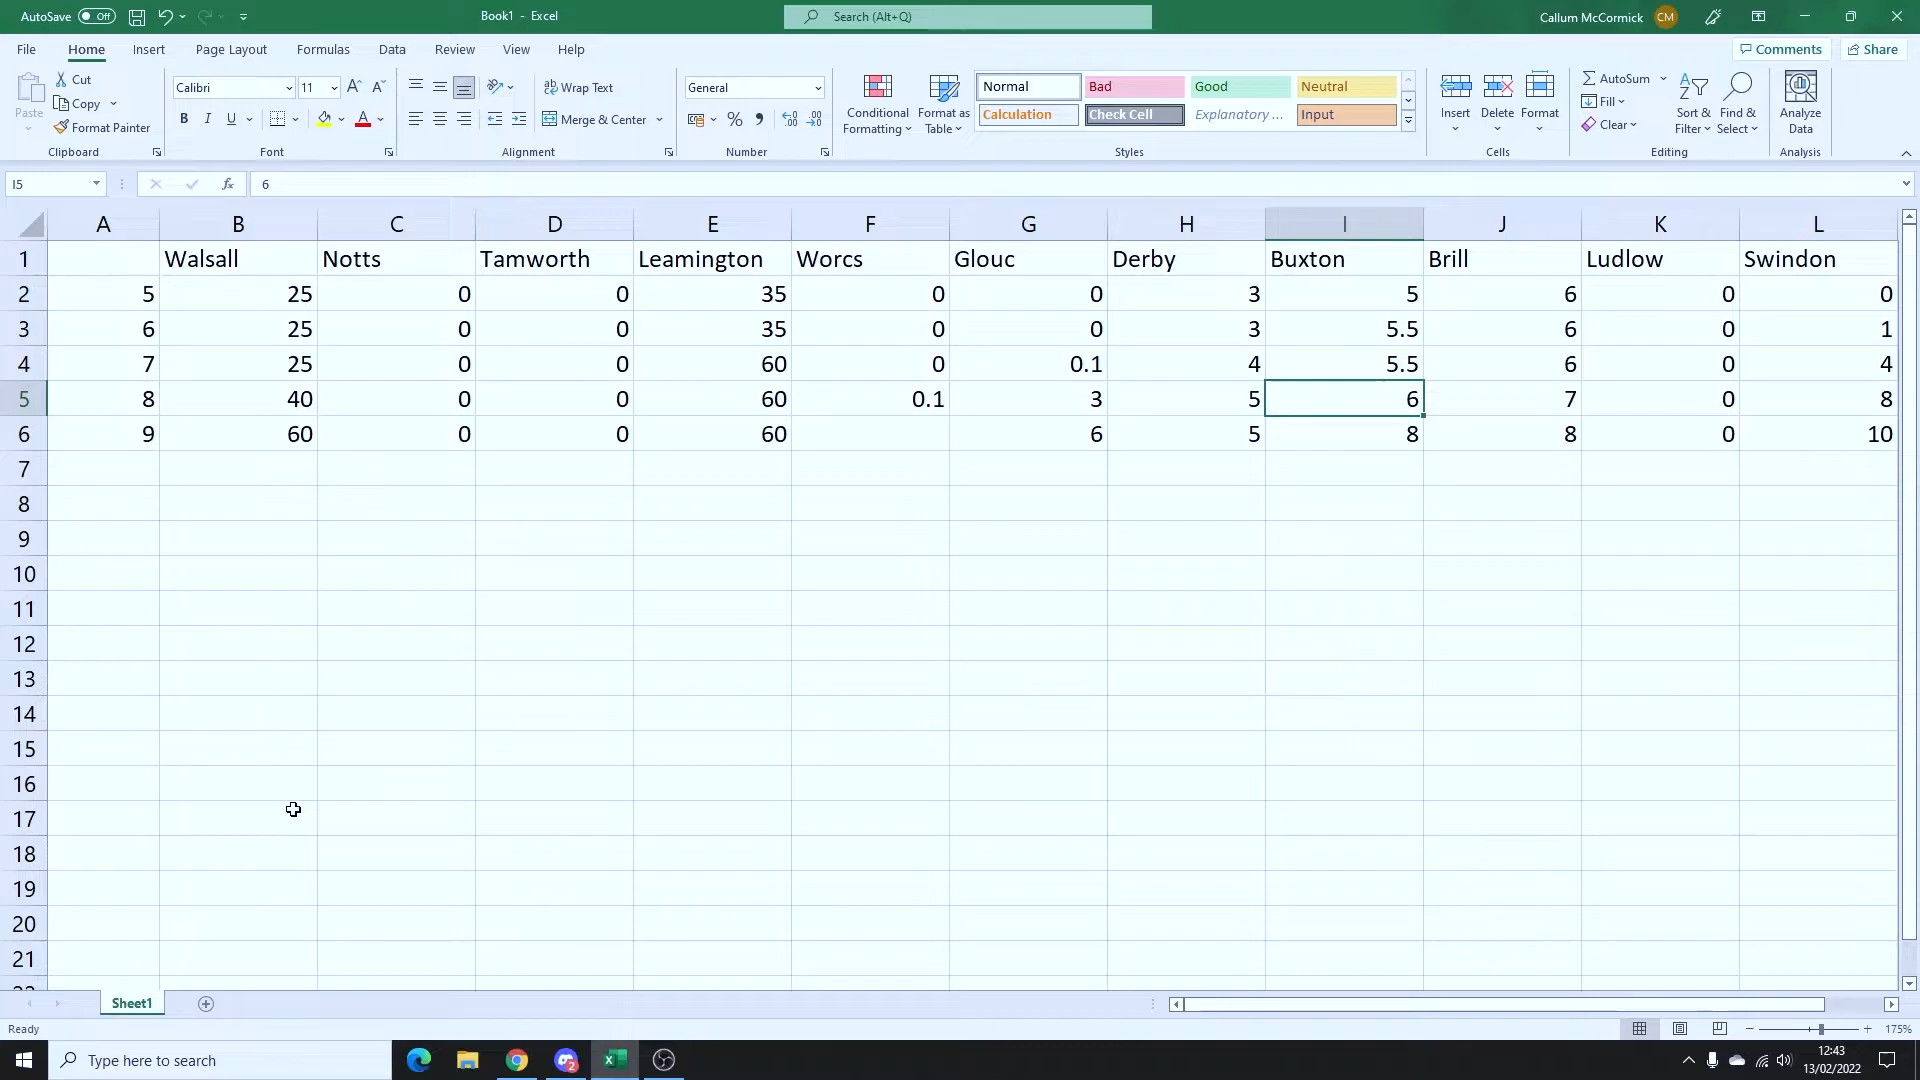 AutoSave Off Book1 - Excel Search (Alt+Q) Callum McCormick CM
File Home Insert Page Layout Formulas Data Review View Help Comments Share
Paste Cut Copy Format Painter
Calibri 11 A A
B I U A
Wrap Text
Merge & Center
General
%
Conditional Formatting
Format as Table
Normal Bad Good Neutral
Calculation Check Cell Explanatory ... Input
Insert Delete Format
AutoSum
Fill
Clear
Sort & Filter
Find & Select
Analyze Data
Clipboard Font Alignment Number Styles Cells Editing Analysis
I5 fx 6
A B C D E F G H I J K L
1 Walsall Notts Tamworth Leamington Worcs Glouc Derby Buxton Brill Ludlow Swindon
2 5 25 0 0 35 0 0 3 5 6 0 0
3 6 25 0 0 35 0 0 3 5.5 6 0 1
4 7 25 0 0 60 0 0.1 4 5.5 6 0 4
5 8 40 0 0 60 0.1 3 5 6 7 0 8
6 9 60 0 0 60 6 5 8 8 0 10
7
8
9
10
11
12
13
14
15
16
17
18
19
20
21
Sheet1
Ready 175%
Type here to search 2 12:43
13/02/2022